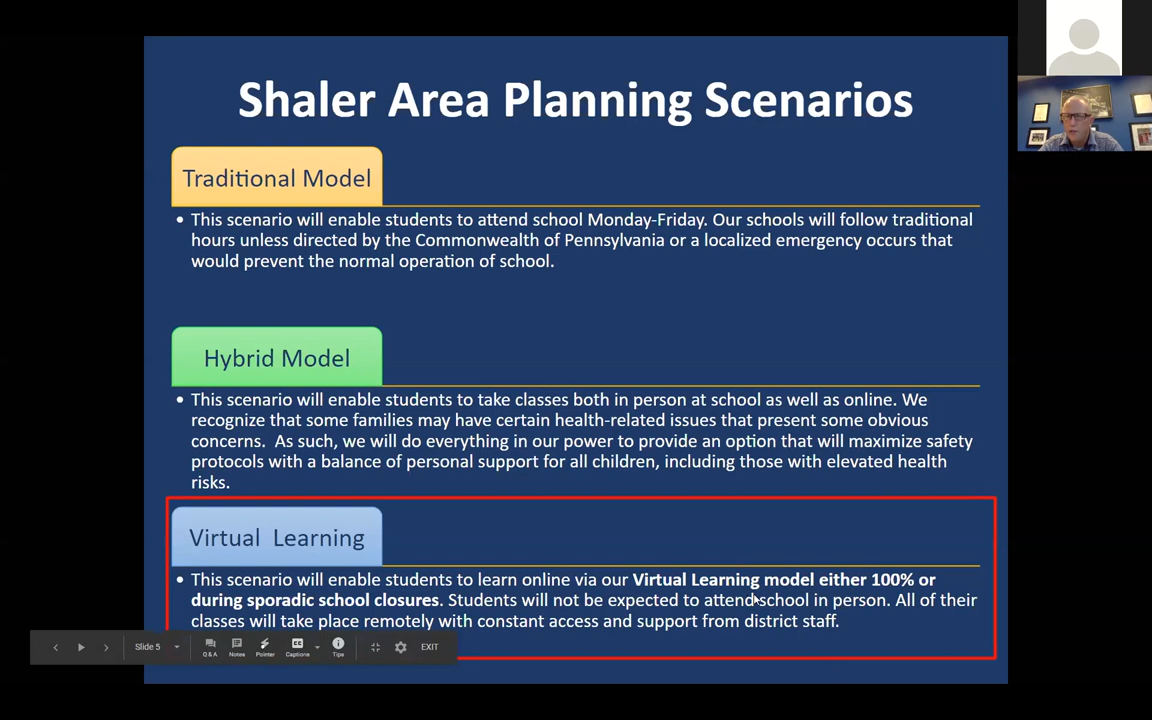 Shaler Area Planning Scenarios
Traditional Model
• This scenario will enable students to attend school Monday-Friday. Our schools will follow traditional
hours unless directed by the Commonwealth of Pennsylvania or a localized emergency occurs that
would prevent the normal operation of school.
Hybrid Model
• This scenario will enable students to take classes both in person at school as well as online. We
recognize that some families may have certain health-related issues that present some obvious
concerns.  As such, we will do everything in our power to provide an option that will maximize safety
protocols with a balance of personal support for all children, including those with elevated health
risks.
Virtual  Learning
• This scenario will enable students to learn online via our Virtual Learning model either 100% or
during sporadic school closures. Students will not be expected to attend school in person. All of their
classes will take place remotely with constant access and support from district staff.
Slide 5
Q&A
Notes
Pointer
CC
Captions
Tips
EXIT